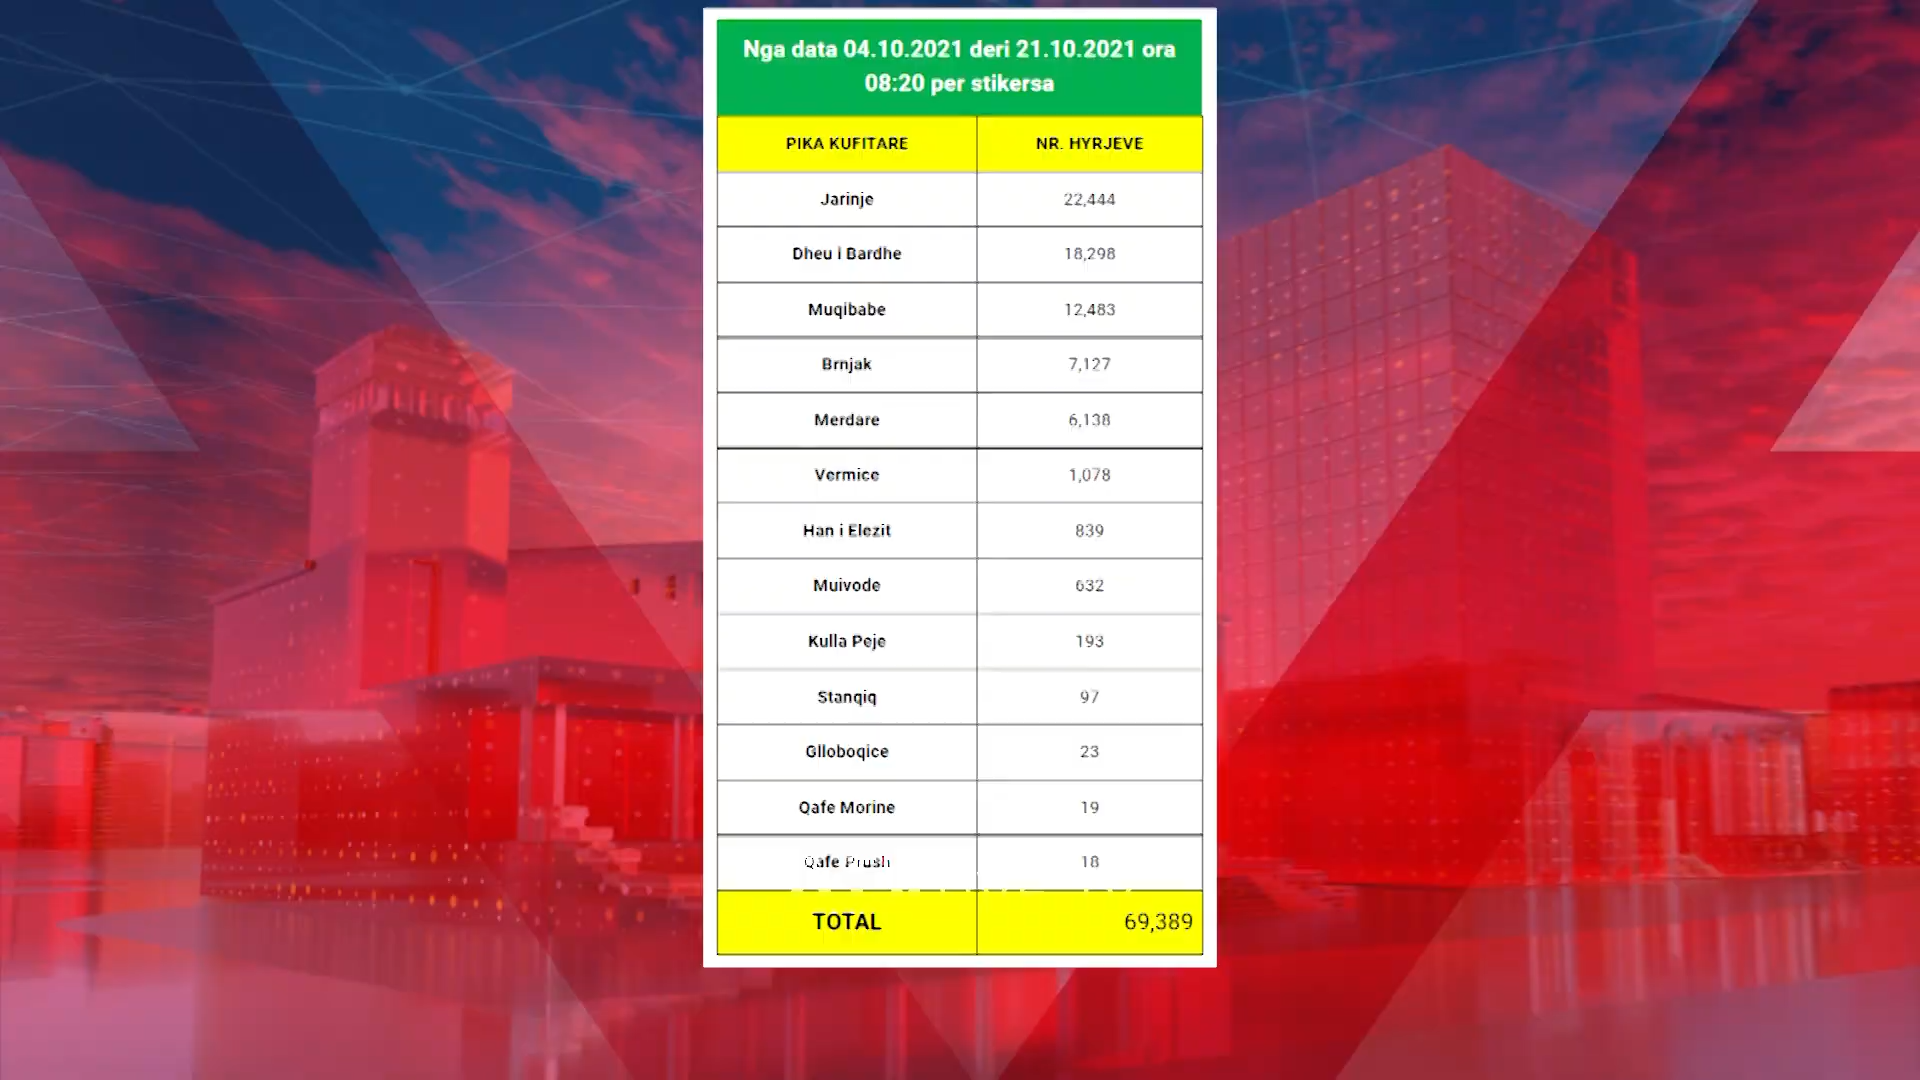 Nga data 04.10.2021 deri 21.10.2021 ora
08:20 per stikersa
PIKA KUFITARE NR. HYRJEVE
Jarinje 22,444
Dheu i Bardhe 18,298
Muqibabe 12,483
Brnjak 7,127
Merdare 6,138
Vermice 1,078
Han i Elezit 839
Muivode 632
Kulla Peje 193
Stanqiq 97
Glloboqice 23
Qafe Morine 19
Qafe Prush 18
TOTAL 69,389